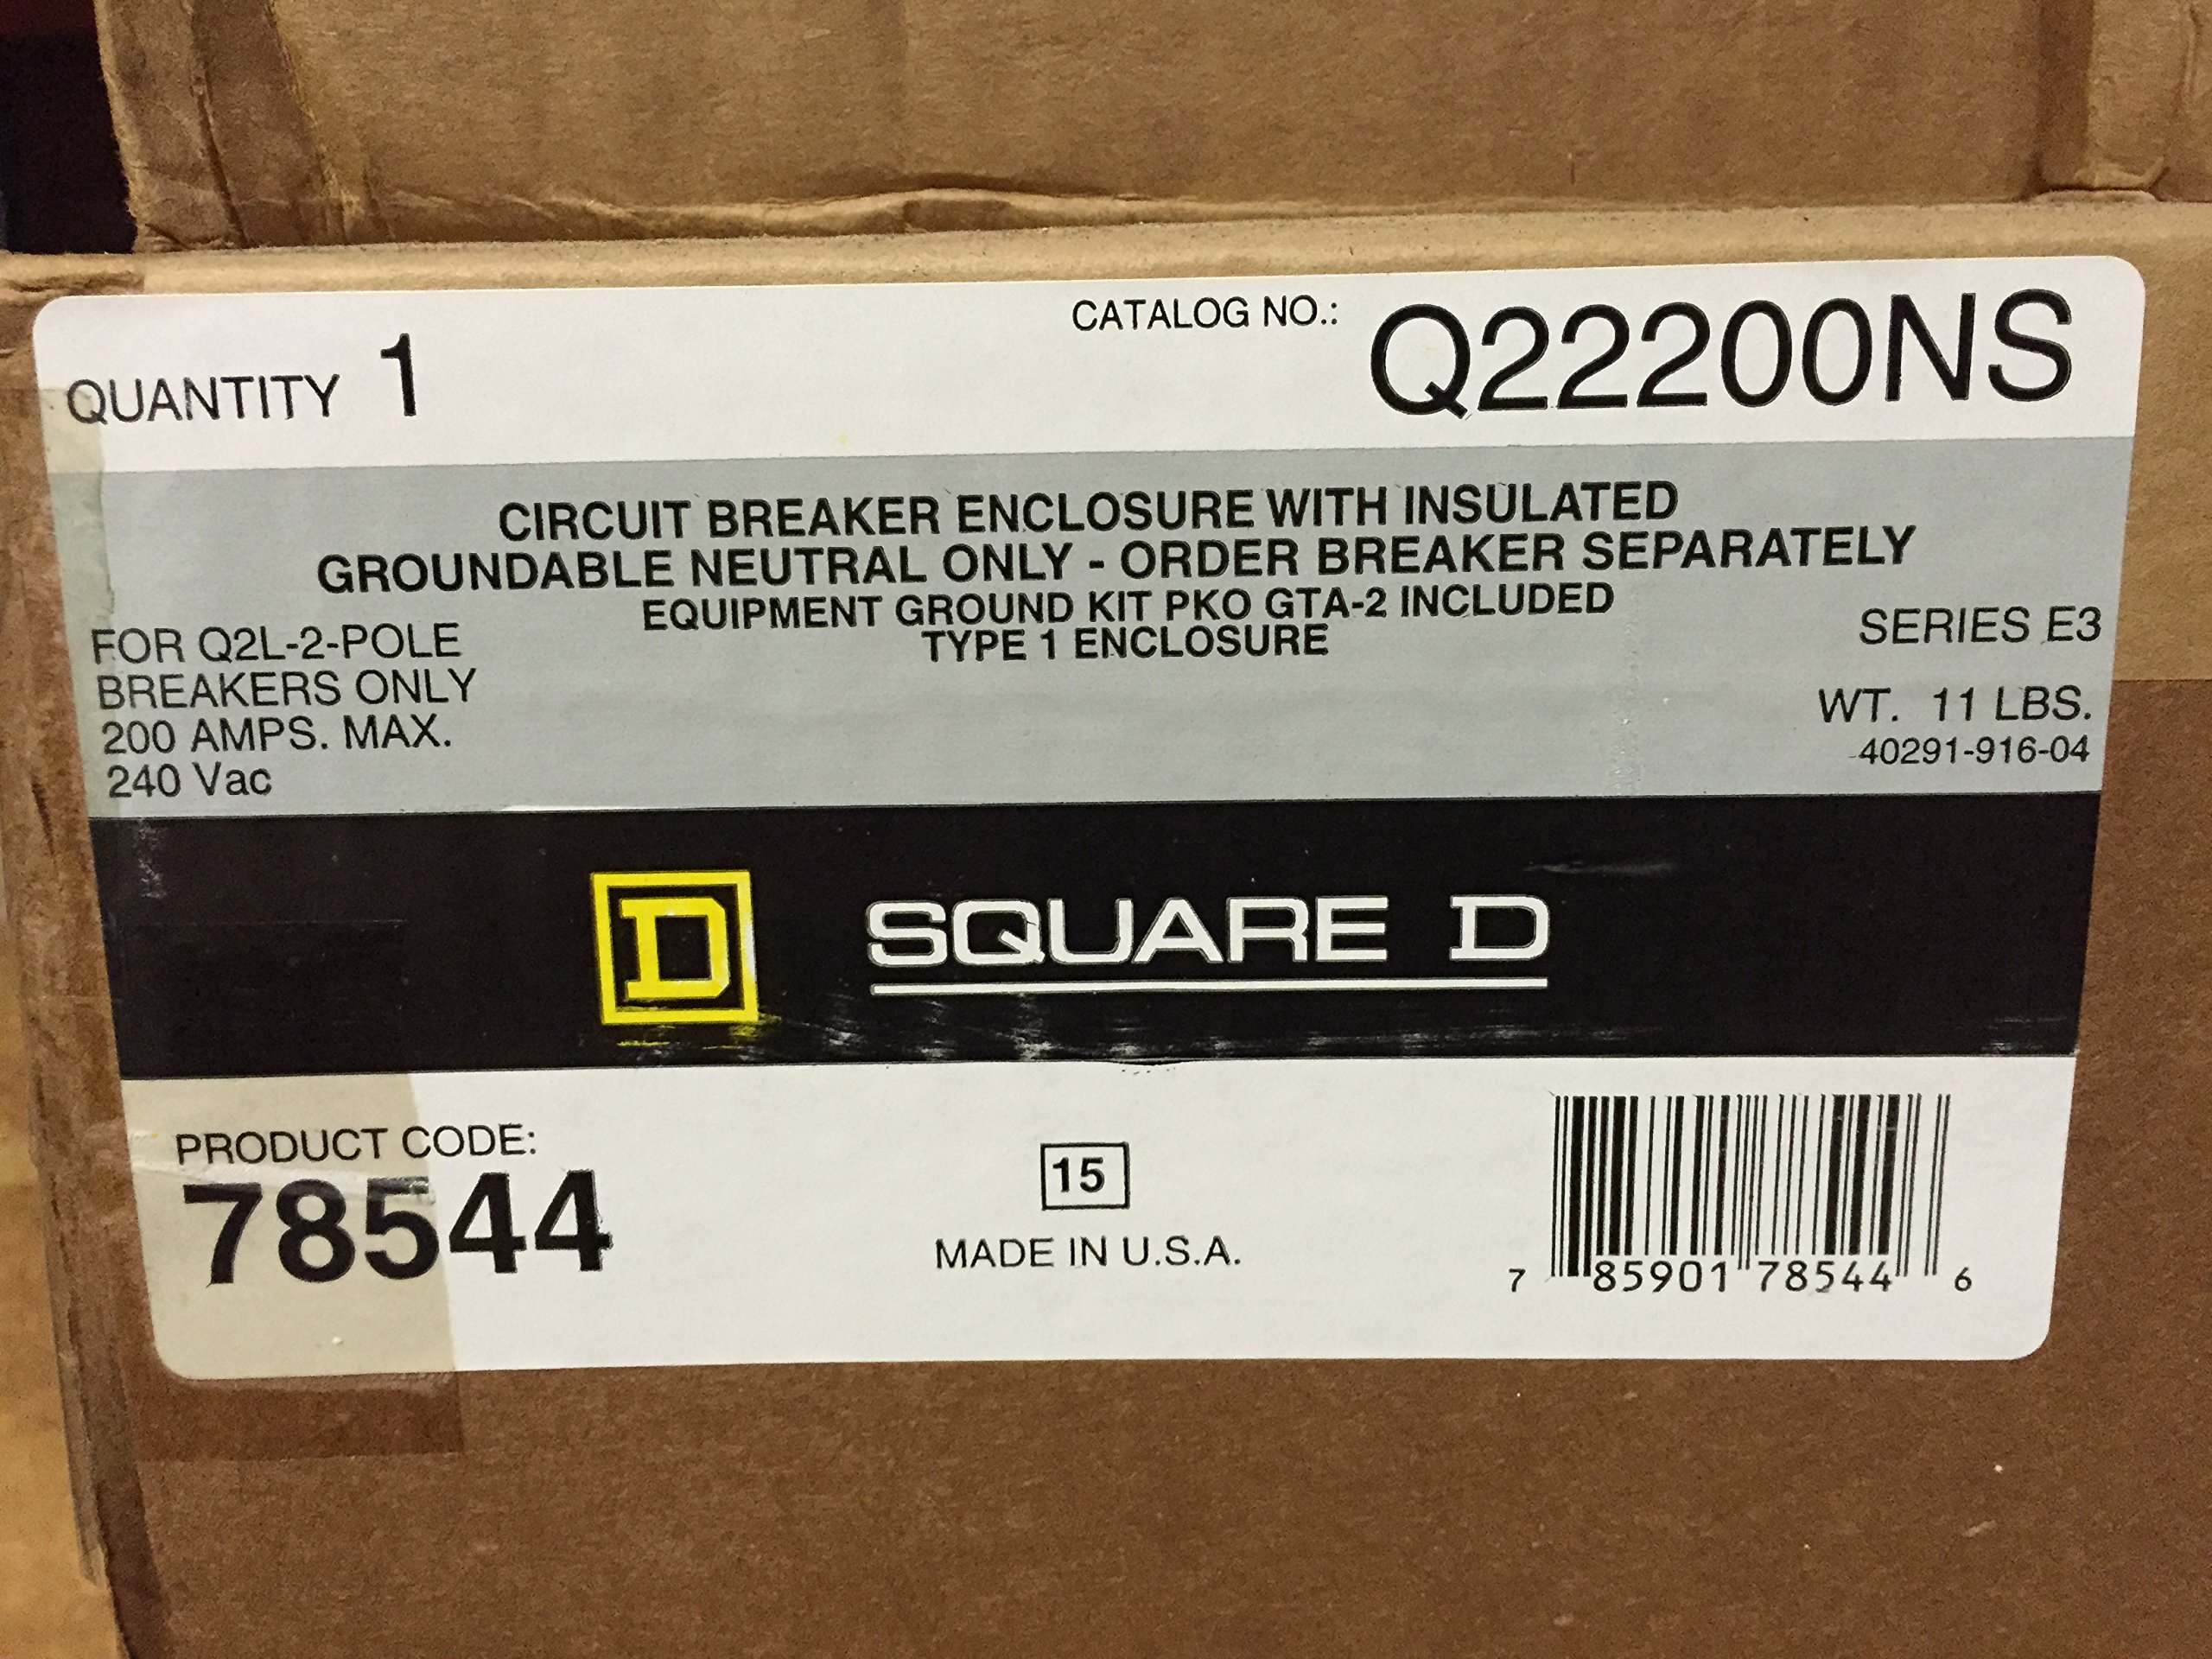 QUANTITY 1
CATALOG NO.: Q22200NS
CIRCUIT BREAKER ENCLOSURE WITH INSULATED
GROUNDABLE NEUTRAL ONLY - ORDER BREAKER SEPARATELY
EQUIPMENT GROUND KIT PKO GTA-2 INCLUDED
TYPE 1 ENCLOSURE
FOR Q2L-2-POLE
BREAKERS ONLY
200 AMPS. MAX.
240 Vac
SERIES E3
WT. 11 LBS.
40291-916-04
D SQUARE D
PRODUCT CODE:
78544
15
MADE IN U.S.A.
7 85901 78544 6